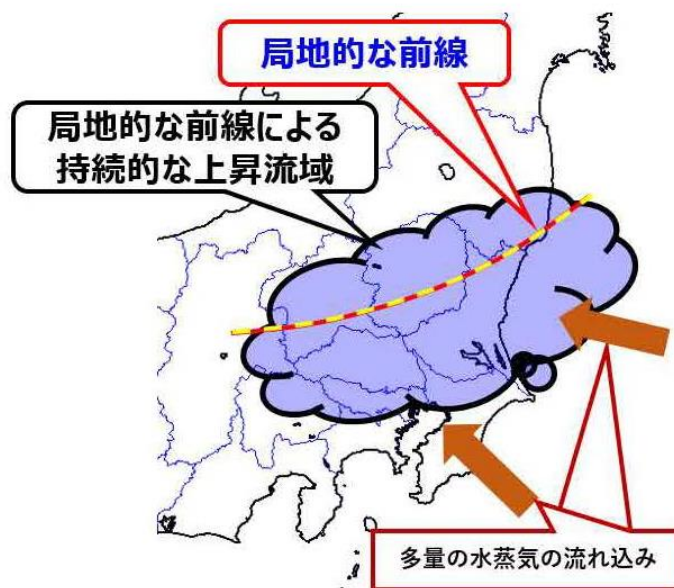 局地的な前線
局地的な前線による
持続的な上昇流域
多量の水蒸気の流れ込み